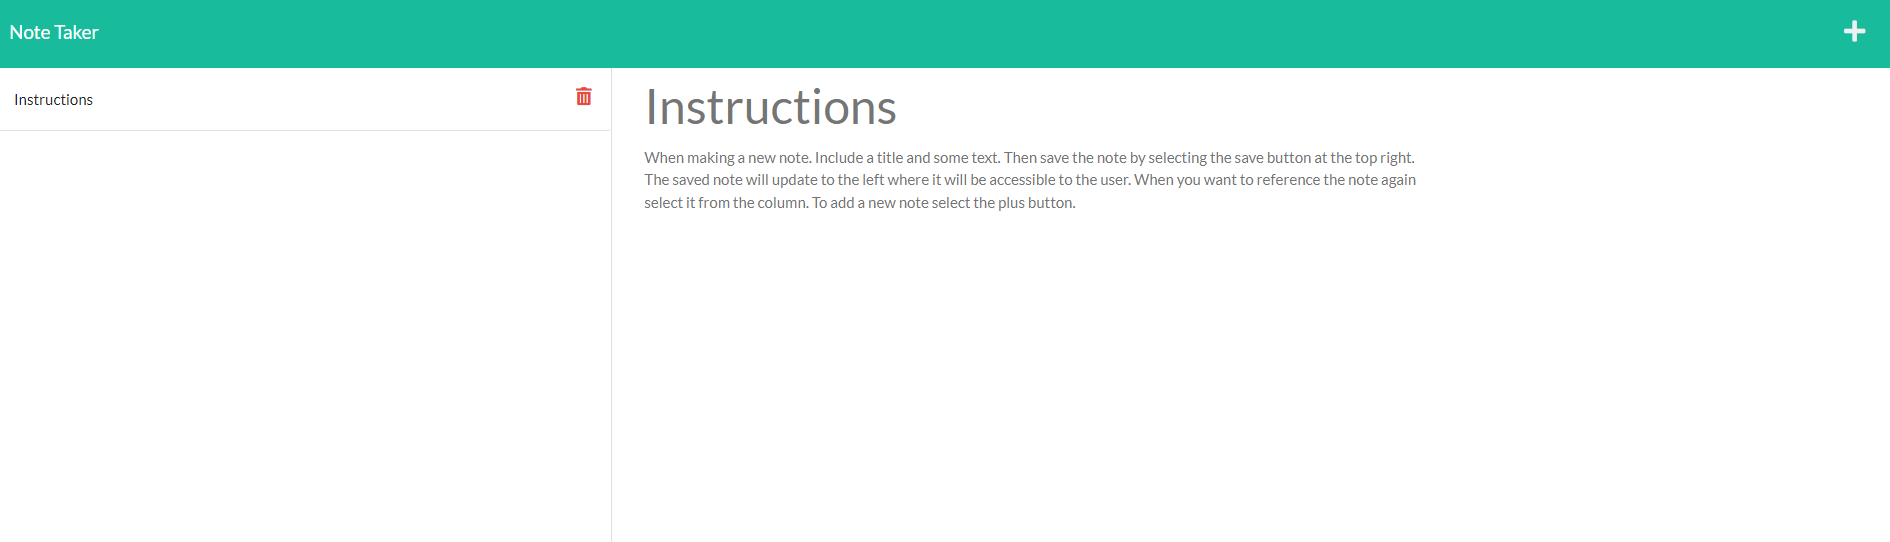 Note Taker
Instructions
Instructions
When making a new note. Include a title and some text. Then save the note by selecting the save button at the top right.
The saved note will update to the left where it will be accessible to the user. When you want to reference the note again
select it from the column. To add a new note select the plus button.